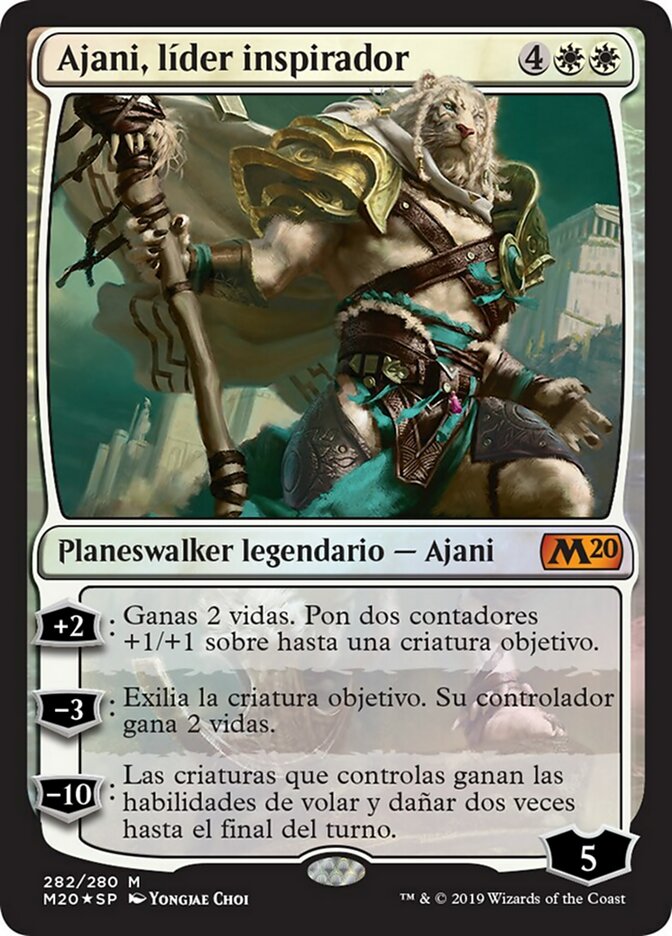 Ajani, líder inspirador 4
Planeswalker legendario — Ajani M20
+2 : Ganas 2 vidas. Pon dos contadores
+1/+1 sobre hasta una criatura objetivo.
−3 : Exilia la criatura objetivo. Su controlador
gana 2 vidas.
−10 : Las criaturas que controlas ganan las
habilidades de volar y dañar dos veces
hasta el final del turno.
5
282/280 M
M20★SP Yongjae Choi
™ & © 2019 Wizards of the Coast